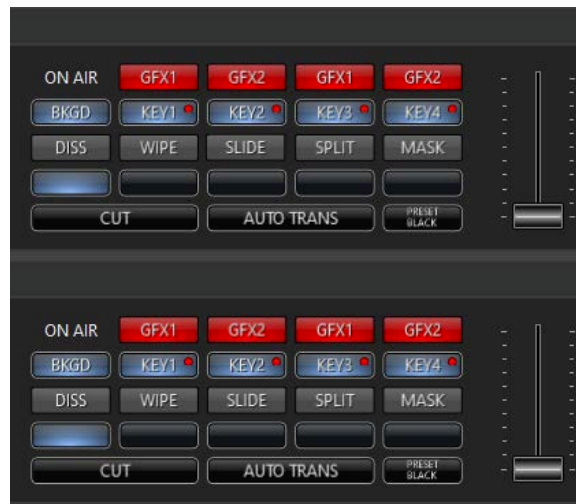 ON AIR GFX1 GFX2 GFX1 GFX2
BKGD KEY1 KEY2 KEY3 KEY4
DISS WIPE SLIDE SPLIT MASK
CUT AUTO TRANS PRESET
BLACK
ON AIR GFX1 GFX2 GFX1 GFX2
BKGD KEY1 KEY2 KEY3 KEY4
DISS WIPE SLIDE SPLIT MASK
CUT AUTO TRANS PRESET
BLACK